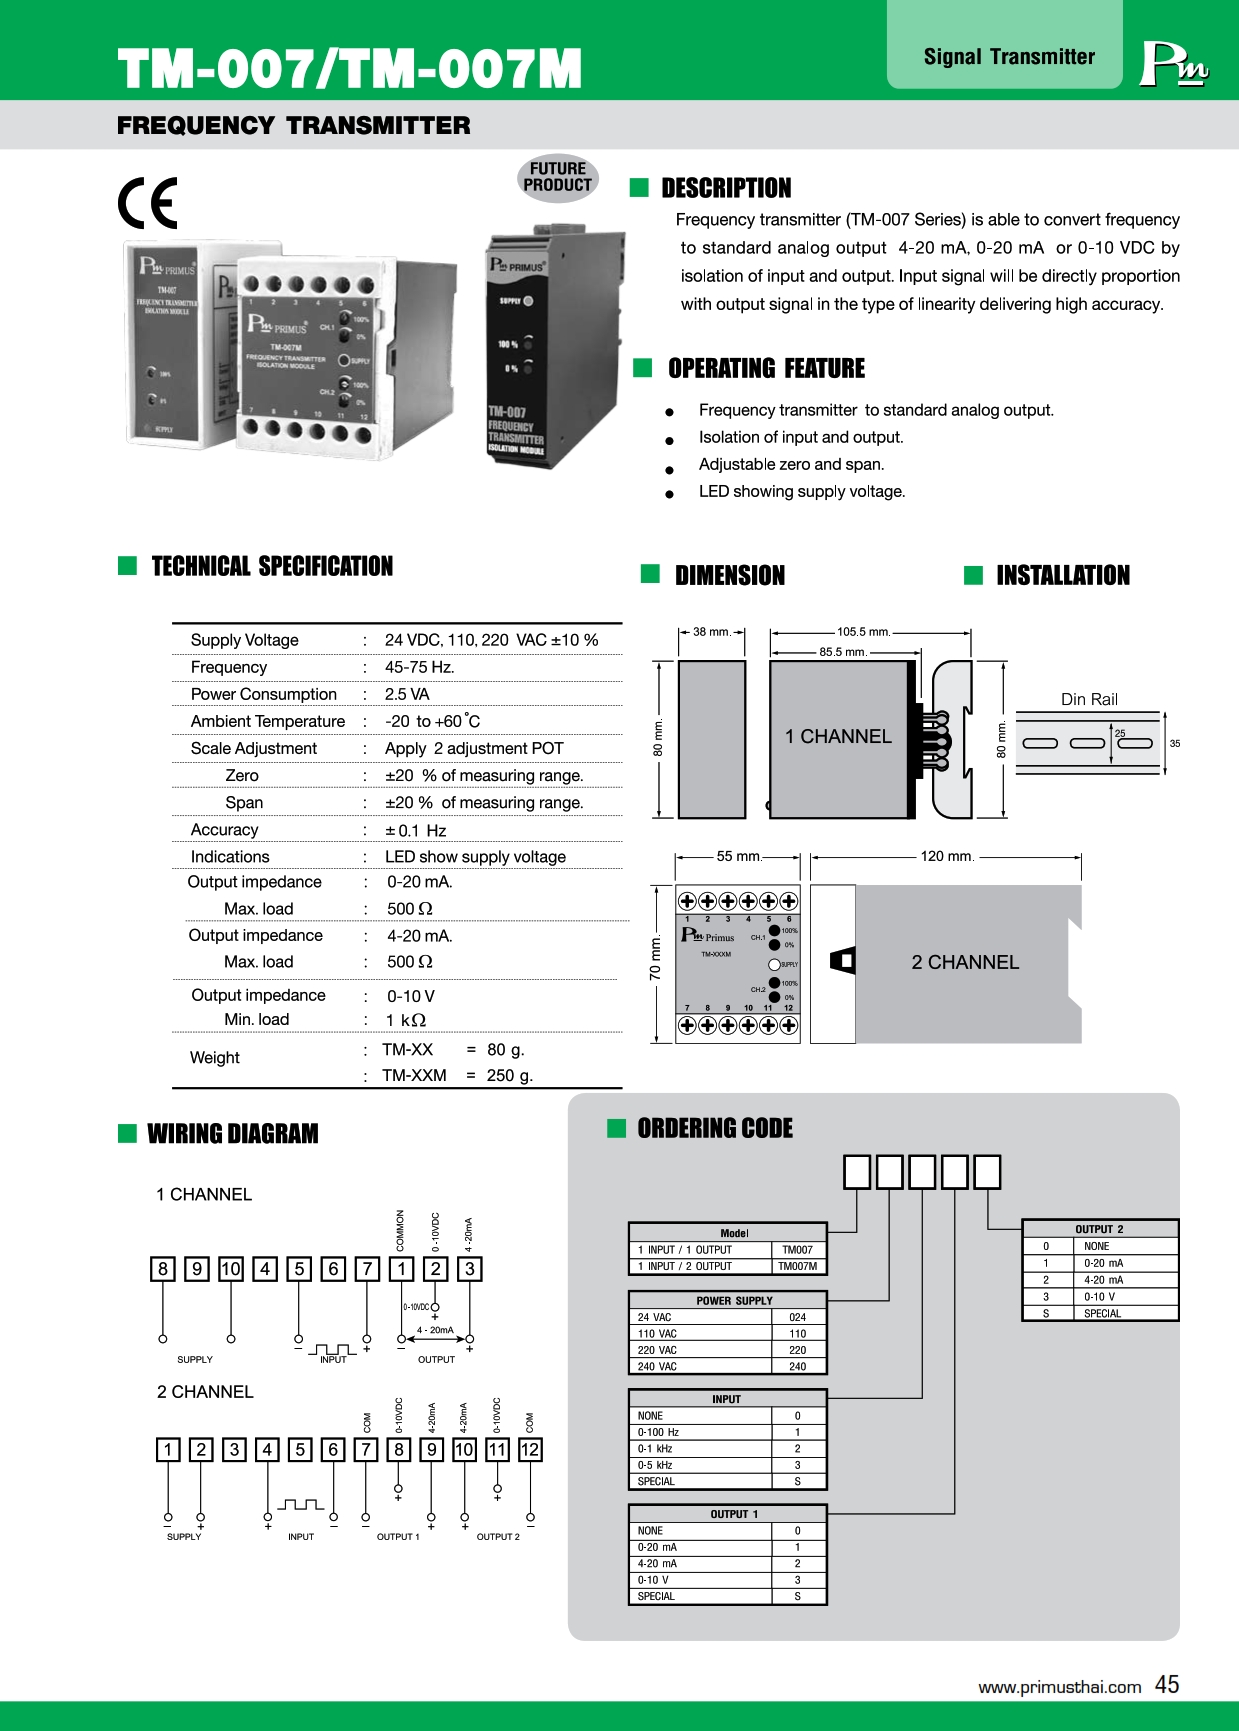 TM-007/TM-007M
Signal Transmitter
Pm
FREQUENCY TRANSMITTER
CE
FUTURE
PRODUCT
Pm PRIMUS
TM-007
FREQUENCY TRANSMITTER
ISOLATION MODULE
100%
0%
SUPPLY
1 2 3 4 5 6
Pm PRIMUS®
TM-007M
FREQUENCY TRANSMITTER
ISOLATION MODULE
CH.1
100%
0%
SUPPLY
CH.2
100%
0%
7 8 9 10 11 12
Pm PRIMUS®
SUPPLY
100 %
0 %
TM-007
FREQUENCY
TRANSMITTER
ISOLATION MODULE
DESCRIPTION
Frequency transmitter (TM-007 Series) is able to convert frequency
to standard analog output 4-20 mA, 0-20 mA or 0-10 VDC by
isolation of input and output. Input signal will be directly proportion
with output signal in the type of linearity delivering high accuracy.
OPERATING FEATURE
● Frequency transmitter to standard analog output.
● Isolation of input and output.
● Adjustable zero and span.
● LED showing supply voltage.
TECHNICAL SPECIFICATION
Supply Voltage : 24 VDC, 110, 220 VAC ±10 %
Frequency : 45-75 Hz.
Power Consumption : 2.5 VA
Ambient Temperature : -20 to +60 °C
Scale Adjustment : Apply 2 adjustment POT
Zero : ±20 % of measuring range.
Span : ±20 % of measuring range.
Accuracy : ± 0.1 Hz
Indications : LED show supply voltage
Output impedance : 0-20 mA.
Max. load : 500 Ω
Output impedance : 4-20 mA.
Max. load : 500 Ω
Output impedance : 0-10 V
Min. load : 1 kΩ
Weight : TM-XX = 80 g.
: TM-XXM = 250 g.
DIMENSION
38 mm.
105.5 mm.
85.5 mm.
80 mm.
1 CHANNEL
80 mm.
55 mm.
120 mm.
70 mm.
1 2 3 4 5 6
Pm Primus
TM-XXXM
CH.1
100%
0%
SUPPLY
CH.2
100%
0%
7 8 9 10 11 12
2 CHANNEL
INSTALLATION
Din Rail
25
35
WIRING DIAGRAM
1 CHANNEL
COMMON
0 -10VDC
4 -20mA
8 9 10 4 5 6 7 1 2 3
0-10VDC
+
4 - 20mA
− + − +
SUPPLY INPUT OUTPUT
2 CHANNEL
COM
0-10VDC
4-20mA
4-20mA
0-10VDC
COM
1 2 3 4 5 6 7 8 9 10 11 12
+ +
− + + − − + + −
SUPPLY INPUT OUTPUT 1 OUTPUT 2
ORDERING CODE
Model
1 INPUT / 1 OUTPUT TM007
1 INPUT / 2 OUTPUT TM007M
POWER SUPPLY
24 VAC 024
110 VAC 110
220 VAC 220
240 VAC 240
INPUT
NONE 0
0-100 Hz 1
0-1 kHz 2
0-5 kHz 3
SPECIAL S
OUTPUT 1
NONE 0
0-20 mA 1
4-20 mA 2
0-10 V 3
SPECIAL S
OUTPUT 2
0 NONE
1 0-20 mA
2 4-20 mA
3 0-10 V
S SPECIAL
www.primusthai.com 45